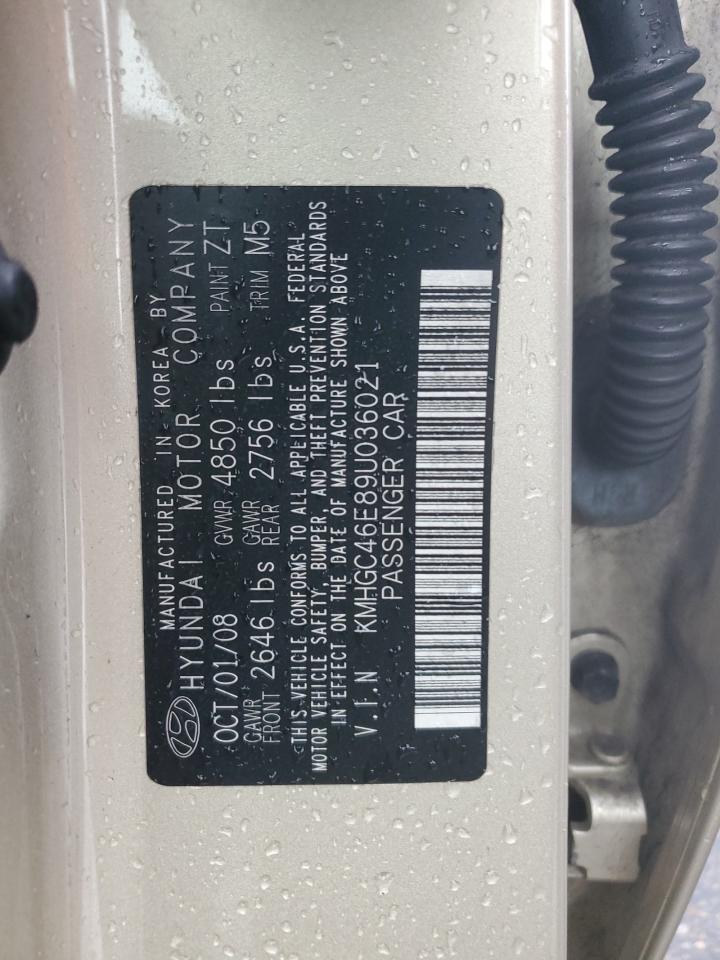 MANUFACTURED IN KOREA BY
HYUNDAI MOTOR COMPANY
OCT/01/08 GVWR 4850 lbs PAINT ZT
GAWR FRONT 2646 lbs GAWR REAR 2756 lbs TRIM M5
THIS VEHICLE CONFORMS TO ALL APPLICABLE U.S.A. FEDERAL
MOTOR VEHICLE SAFETY, BUMPER, AND THEFT PREVENTION STANDARDS
IN EFFECT ON THE DATE OF MANUFACTURE SHOWN ABOVE
V.I.N KMHGC46E89U036021
PASSENGER CAR